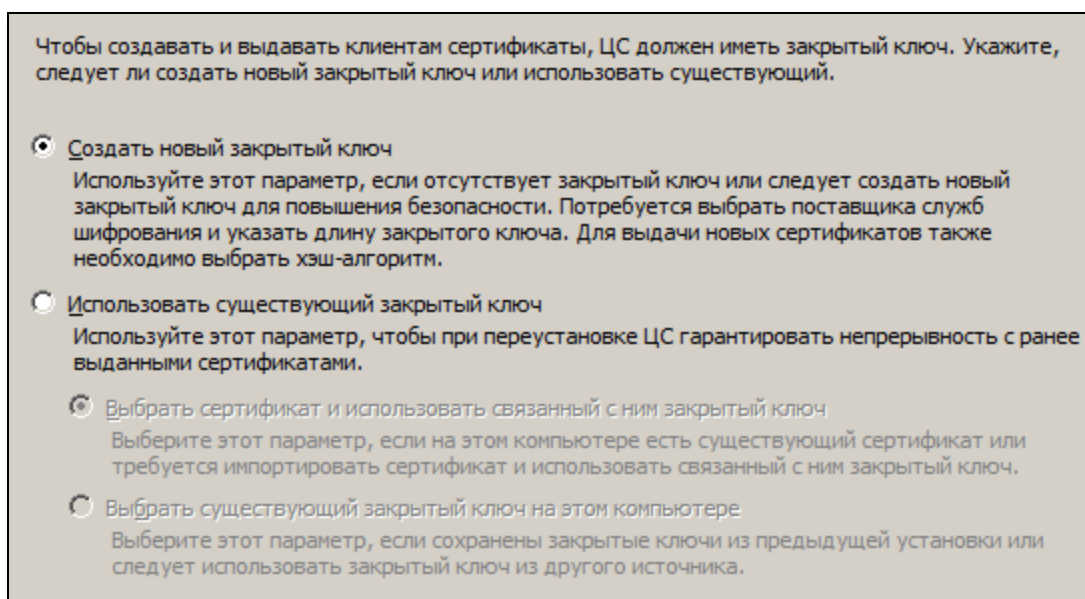 Чтобы создавать и выдавать клиентам сертификаты, ЦС должен иметь закрытый ключ. Укажите,
следует ли создать новый закрытый ключ или использовать существующий.
Создать новый закрытый ключ
Используйте этот параметр, если отсутствует закрытый ключ или следует создать новый
закрытый ключ для повышения безопасности. Потребуется выбрать поставщика служб
шифрования и указать длину закрытого ключа. Для выдачи новых сертификатов также
необходимо выбрать хэш-алгоритм.
Использовать существующий закрытый ключ
Используйте этот параметр, чтобы при переустановке ЦС гарантировать непрерывность с ранее
выданными сертификатами.
Выбрать сертификат и использовать связанный с ним закрытый ключ
Выберите этот параметр, если на этом компьютере есть существующий сертификат или
требуется импортировать сертификат и использовать связанный с ним закрытый ключ.
Выбрать существующий закрытый ключ на этом компьютере
Выберите этот параметр, если сохранены закрытые ключи из предыдущей установки или
следует использовать закрытый ключ из другого источника.